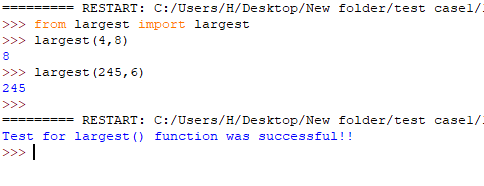 ========= RESTART: C:/Users/H/Desktop/New folder/test case1/
>>> from largest import largest
>>> largest(4,8)
8
>>> largest(245,6)
245
>>>
========= RESTART: C:/Users/H/Desktop/New folder/test case1/
Test for largest() function was successful!!
>>>